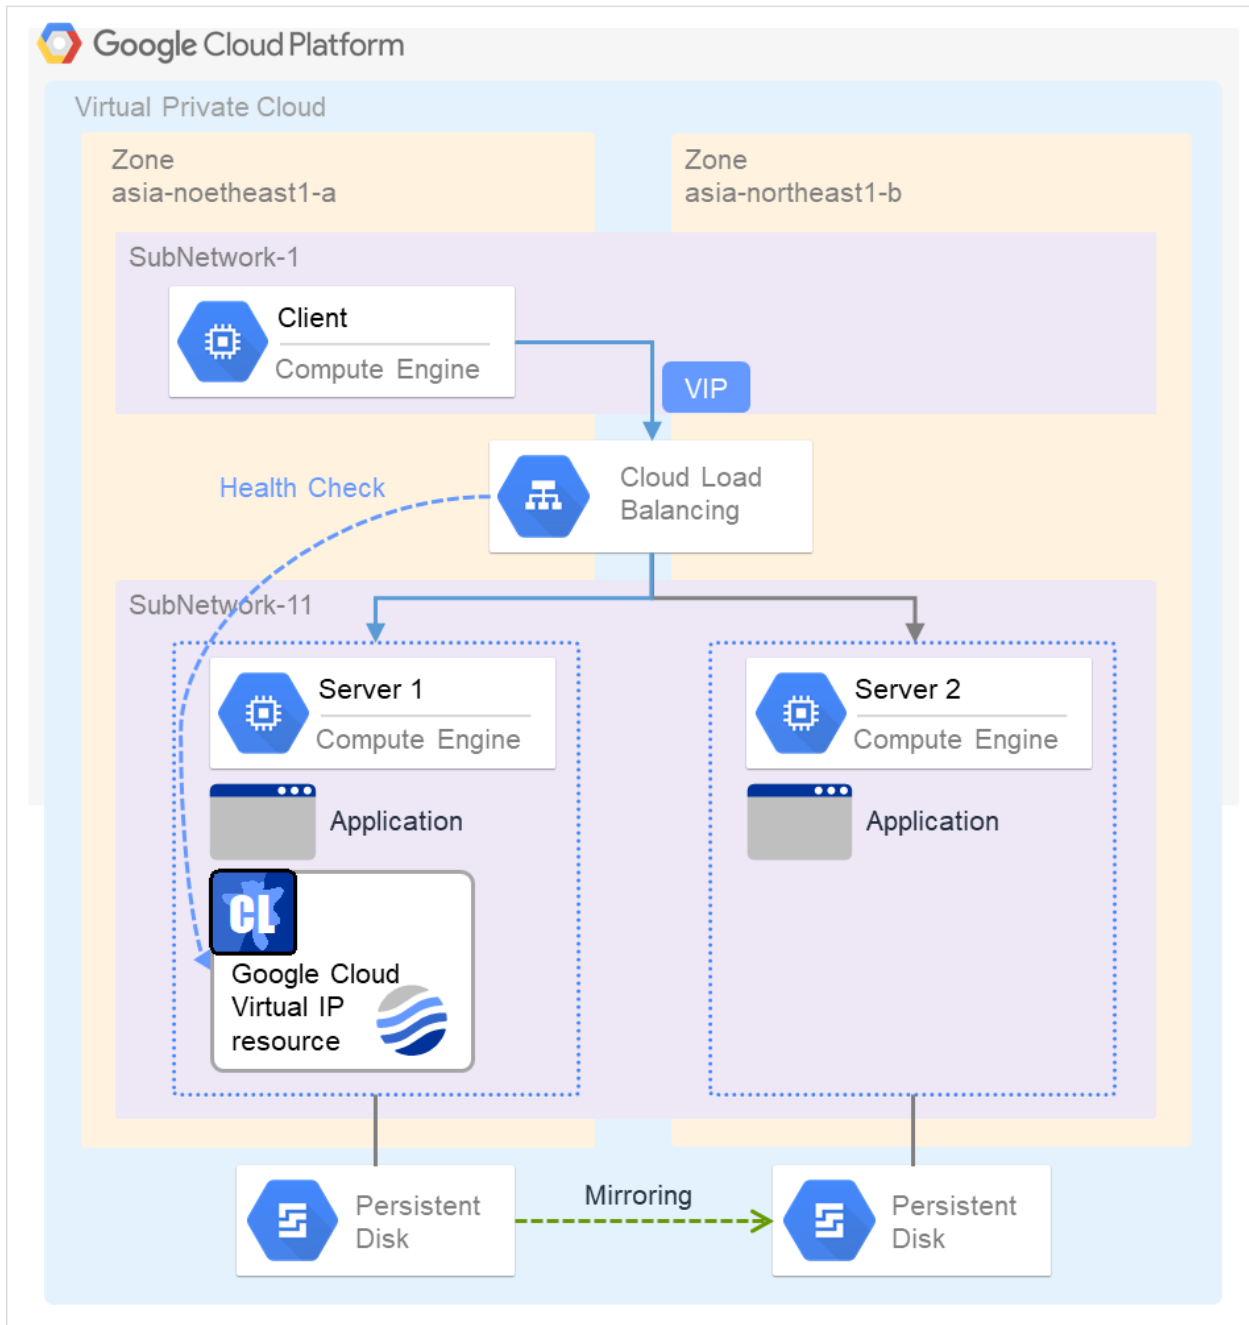 Google Cloud Platform
Virtual Private Cloud
Zone
asia-noetheast1-a
Zone
asia-northeast1-b
SubNetwork-1
Client
Compute Engine
VIP
Health Check
Cloud Load
Balancing
SubNetwork-11
Server 1
Compute Engine
Server 2
Compute Engine
Application
Application
CL
Google Cloud
Virtual IP
resource
Persistent
Disk
Mirroring
Persistent
Disk